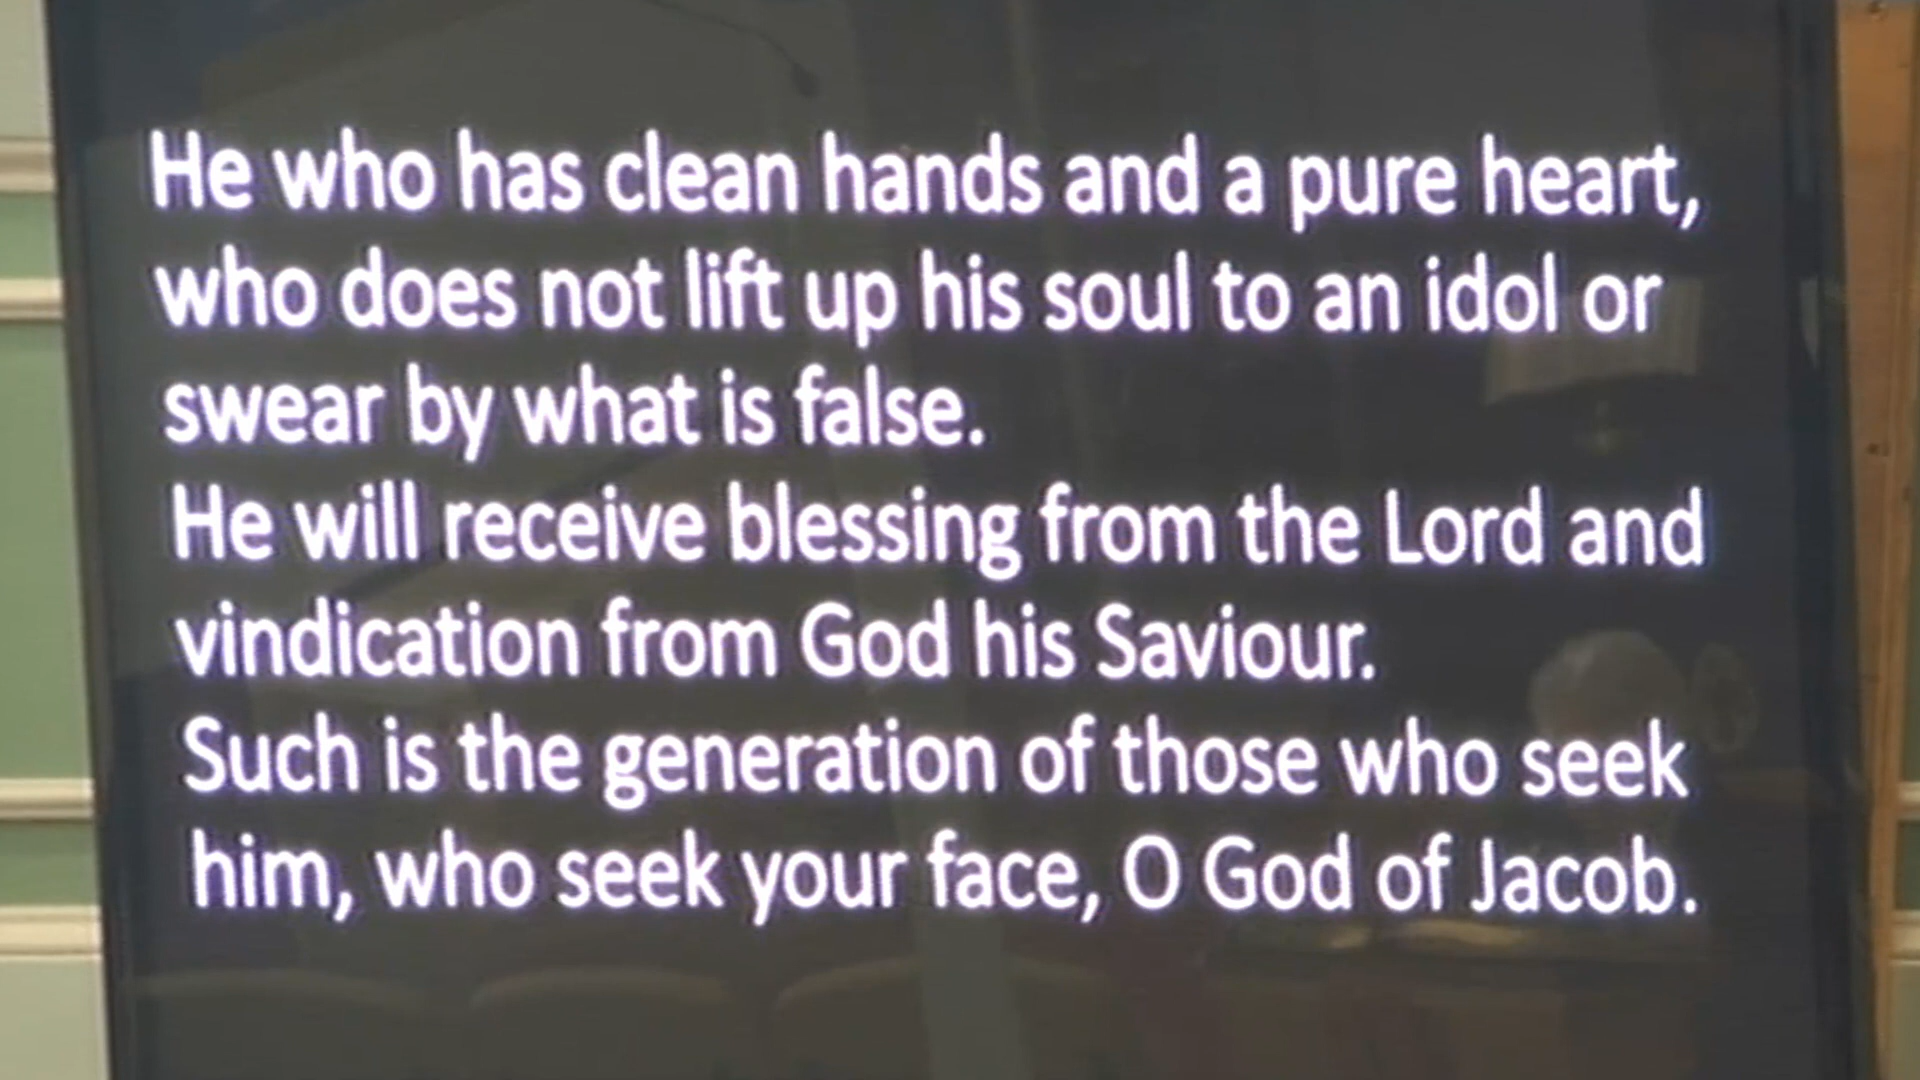 He who has clean hands and a pure heart,
who does not lift up his soul to an idol or
swear by what is false.
He will receive blessing from the Lord and
vindication from God his Saviour.
Such is the generation of those who seek
him, who seek your face, O God of Jacob.